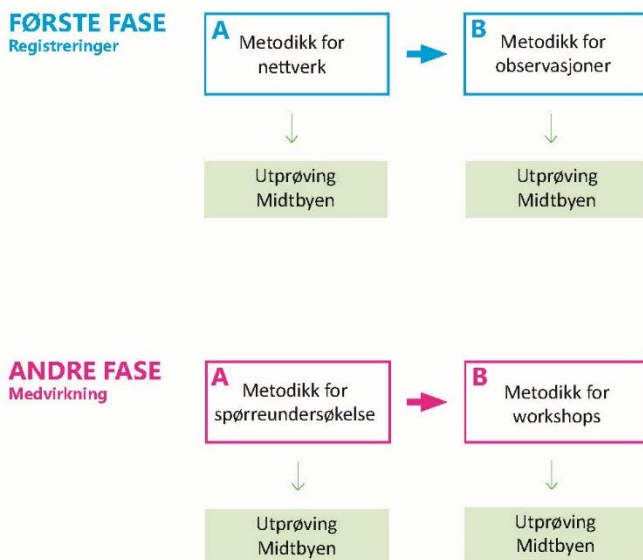 FØRSTE FASE
Registreringer
A
Metodikk for
nettverk
B
Metodikk for
observasjoner
Utprøving
Midtbyen
Utprøving
Midtbyen
ANDRE FASE
Medvirkning
A
Metodikk for
spørreundersøkelse
B
Metodikk for
workshops
Utprøving
Midtbyen
Utprøving
Midtbyen